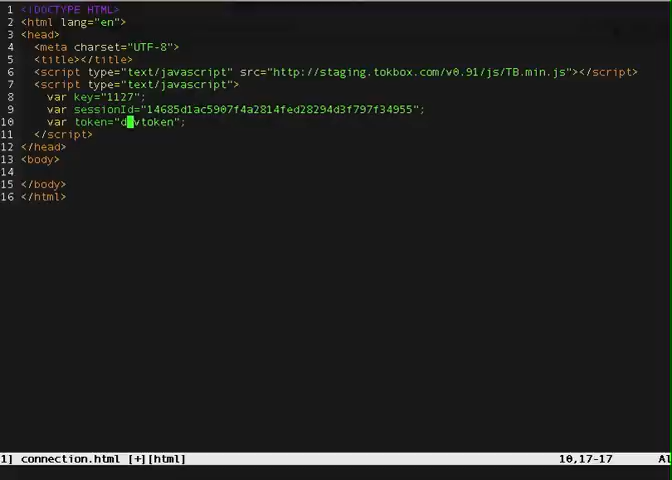 1 <!DOCTYPE HTML>
2 <html lang="en">
3 <head>
4 <meta charset="UTF-8">
5 <title></title>
6 <script type="text/javascript" src="http://staging.tokbox.com/v0.91/js/TB.min.js"></script>
7 <script type="text/javascript">
8 var key="1127";
9 var sessionId="14685d1ac5907f4a2814fed28294d3f797f34955";
10 var token="devtoken";
11 </script>
12 </head>
13 <body>
14
15 </body>
16 </html>
1] connection.html [+][html] 10,17-17 Al